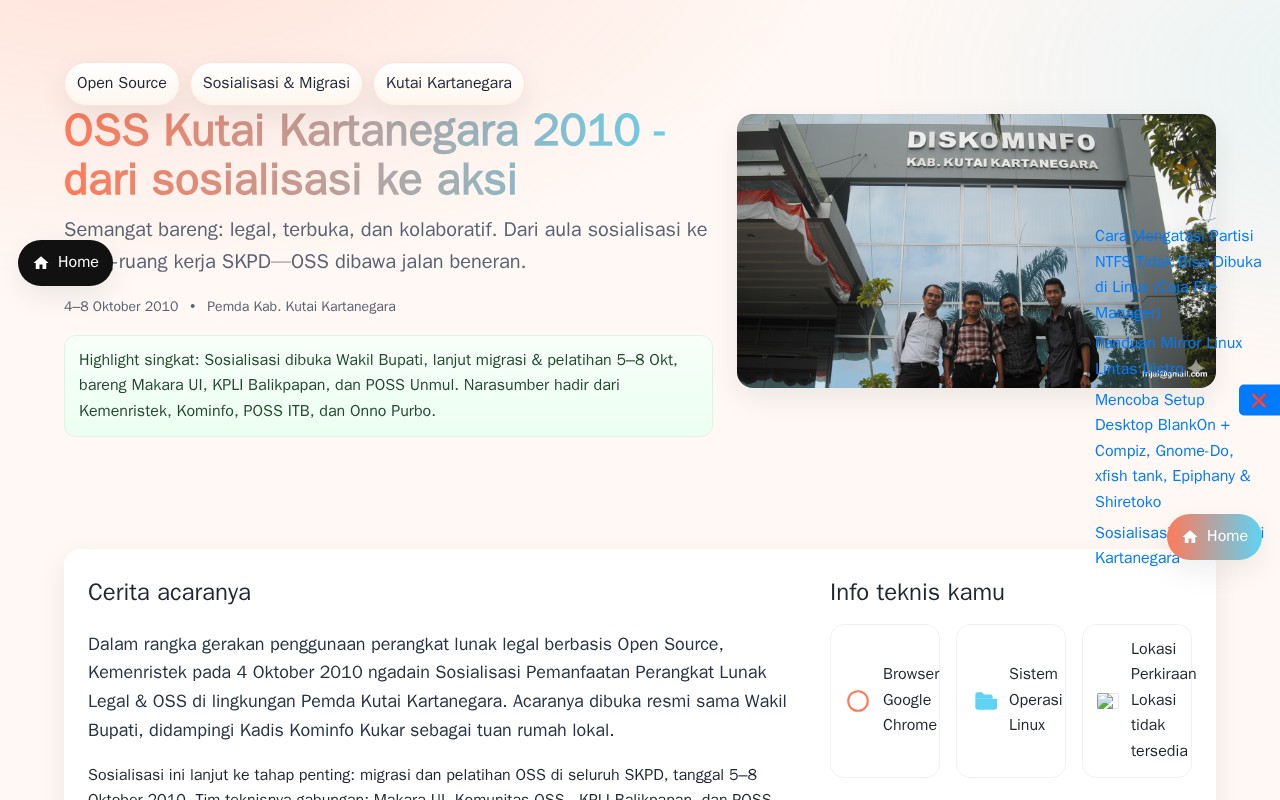 Open Source
Sosialisasi & Migrasi
Kutai Kartanegara
OSS Kutai Kartanegara 2010 -
dari sosialisasi ke aksi
Semangat bareng: legal, terbuka, dan kolaboratif. Dari aula sosialisasi ke
-ruang kerja SKPD—OSS dibawa jalan beneran.
Home
4–8 Oktober 2010 • Pemda Kab. Kutai Kartanegara
Highlight singkat: Sosialisasi dibuka Wakil Bupati, lanjut migrasi & pelatihan 5–8 Okt,
bareng Makara UI, KPLI Balikpapan, dan POSS Unmul. Narasumber hadir dari
Kemenristek, Kominfo, POSS ITB, dan Onno Purbo.
DISKOMINFO
KAB. KUTAI KARTANEGARA
Cara Mengatasi Partisi
NTFS Tidak Bisa Dibuka
di Linux (Caja File
Manager)
Panduan Mirror Linux
Lintas Distro
@gmail.com
Mencoba Setup
Desktop BlankOn +
Compiz, Gnome-Do,
xfish tank, Epiphany &
Shiretoko
Sosialisas
Kartanegara
Home
Cerita acaranya
Dalam rangka gerakan penggunaan perangkat lunak legal berbasis Open Source,
Kemenristek pada 4 Oktober 2010 ngadain Sosialisasi Pemanfaatan Perangkat Lunak
Legal & OSS di lingkungan Pemda Kutai Kartanegara. Acaranya dibuka resmi sama Wakil
Bupati, didampingi Kadis Kominfo Kukar sebagai tuan rumah lokal.
Sosialisasi ini lanjut ke tahap penting: migrasi dan pelatihan OSS di seluruh SKPD, tanggal 5–8
Oktober 2010. Tim teknisnya gabungan: Makara UI, Komunitas OSS - KPLI Balikpapan, dan POSS
Info teknis kamu
Browser
Google
Chrome
Sistem
Operasi
Linux
Lokasi
Perkiraan
Lokasi
tidak
tersedia